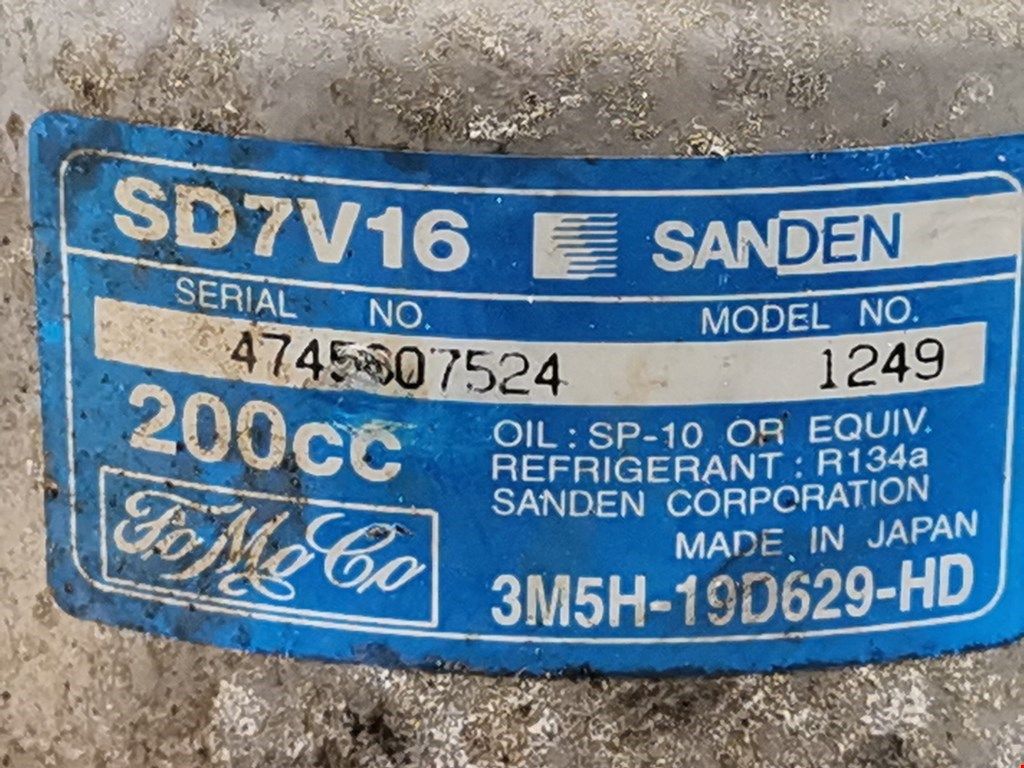 SD7V16 SANDEN
SERIAL NO. MODEL NO.
1249
200cc
OIL : SP-10 OR EQUIV.
REFRIGERANT : R134a
SANDEN CORPORATION
MADE IN JAPAN
FoMoCo
3M5H-19D629-HD